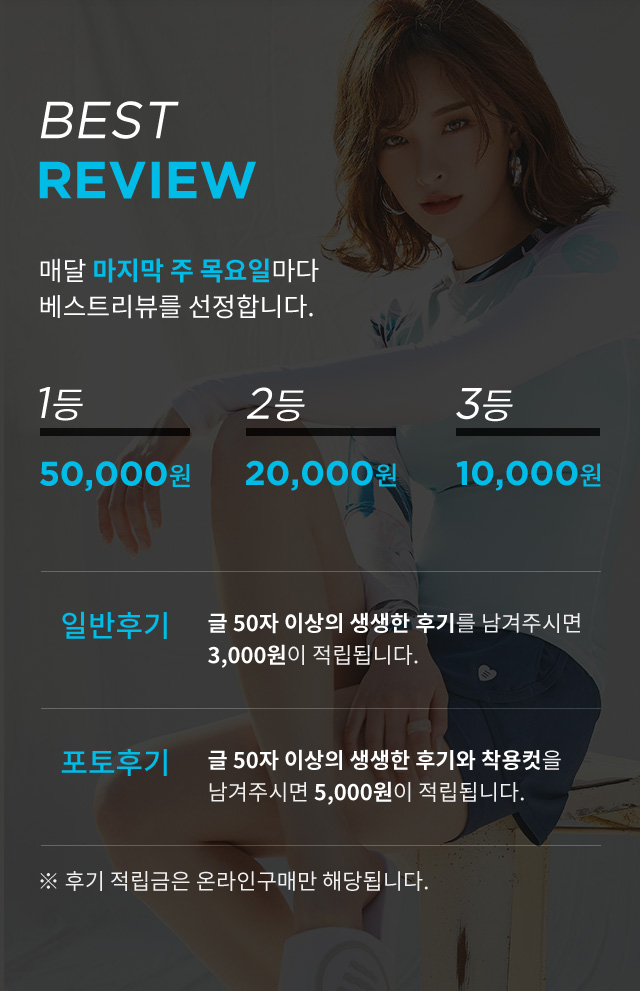 BEST
REVIEW
매달 마지막 주 목요일마다
베스트리뷰를 선정합니다.
1등 2등 3등
50,000원 20,000원 10,000원
일반후기 글 50자 이상의 생생한 후기를 남겨주시면
3,000원이 적립됩니다.
포토후기 글 50자 이상의 생생한 후기와 착용컷을
남겨주시면 5,000원이 적립됩니다.
※ 후기 적립금은 온라인구매만 해당됩니다.